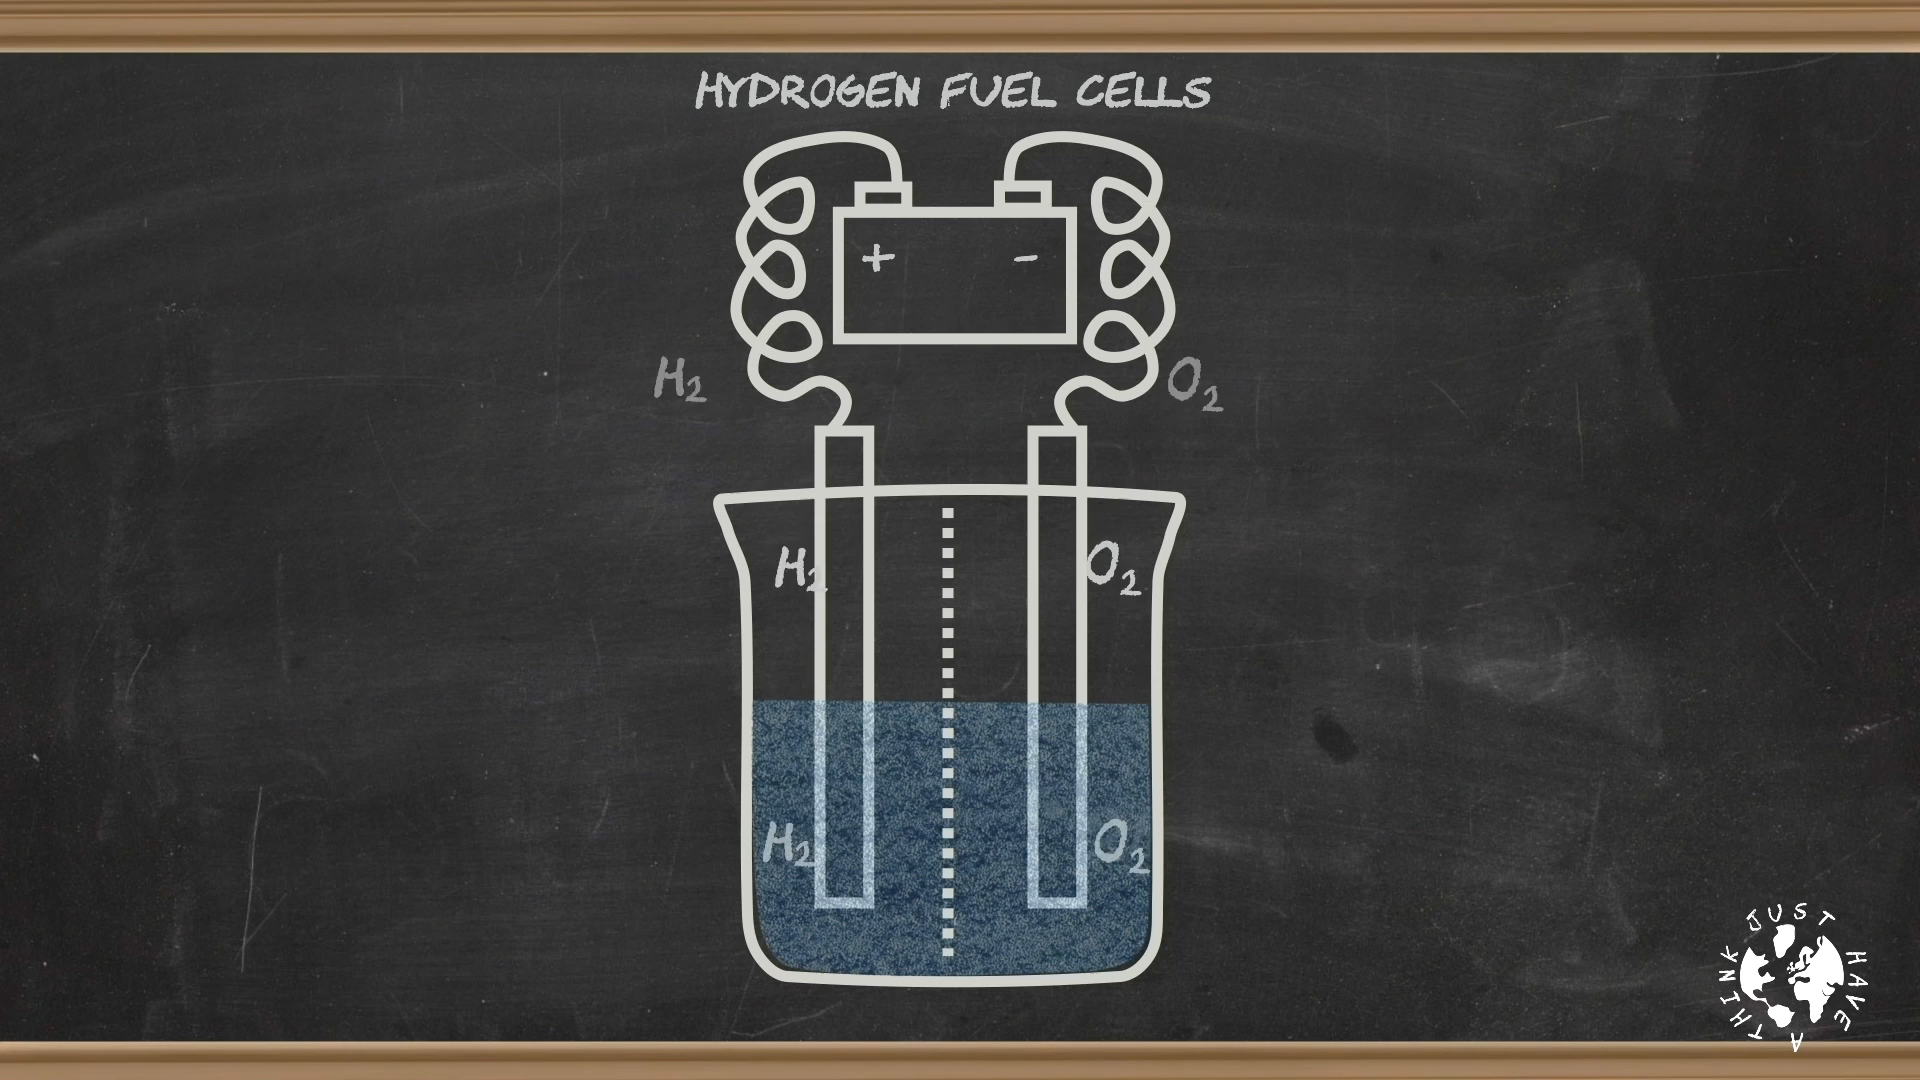 HYDROGEN FUEL CELLS
+ -
H₂ O₂
H₂ O₂
H₂ O₂
JUST HAVE A THINK